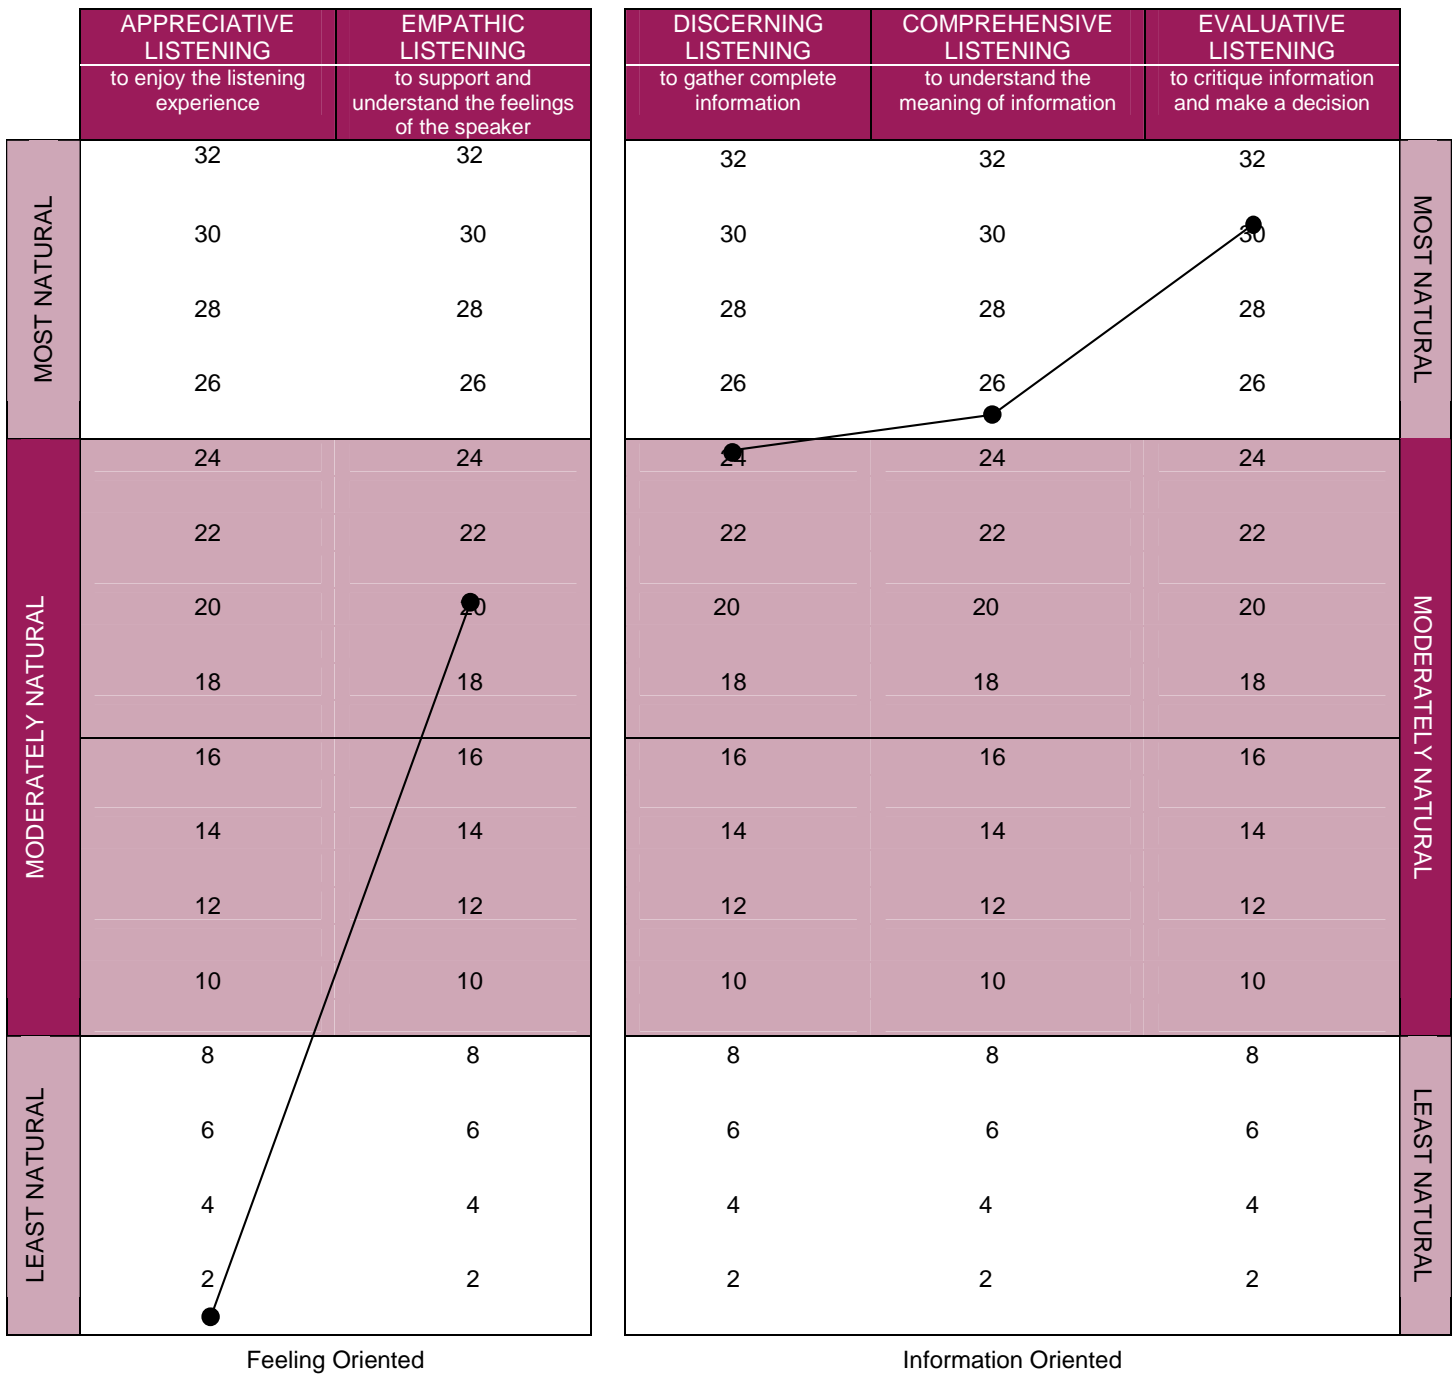 APPRECIATIVE
LISTENING
to enjoy the listening
experience
EMPATHIC
LISTENING
to support and
understand the feelings
of the speaker
DISCERNING
LISTENING
to gather complete
information
COMPREHENSIVE
LISTENING
to understand the
meaning of information
EVALUATIVE
LISTENING
to critique information
and make a decision
MOST NATURAL
MODERATELY NATURAL
LEAST NATURAL
32 32 32 32 32
30 30 30 30 30
28 28 28 28 28
26 26 26 26 26
24 24 24 24 24
22 22 22 22 22
20 20 20 20 20
18 18 18 18 18
16 16 16 16 16
14 14 14 14 14
12 12 12 12 12
10 10 10 10 10
8 8 8 8 8
6 6 6 6 6
4 4 4 4 4
2 2 2 2 2
MOST NATURAL
MODERATELY NATURAL
LEAST NATURAL
Feeling Oriented
Information Oriented